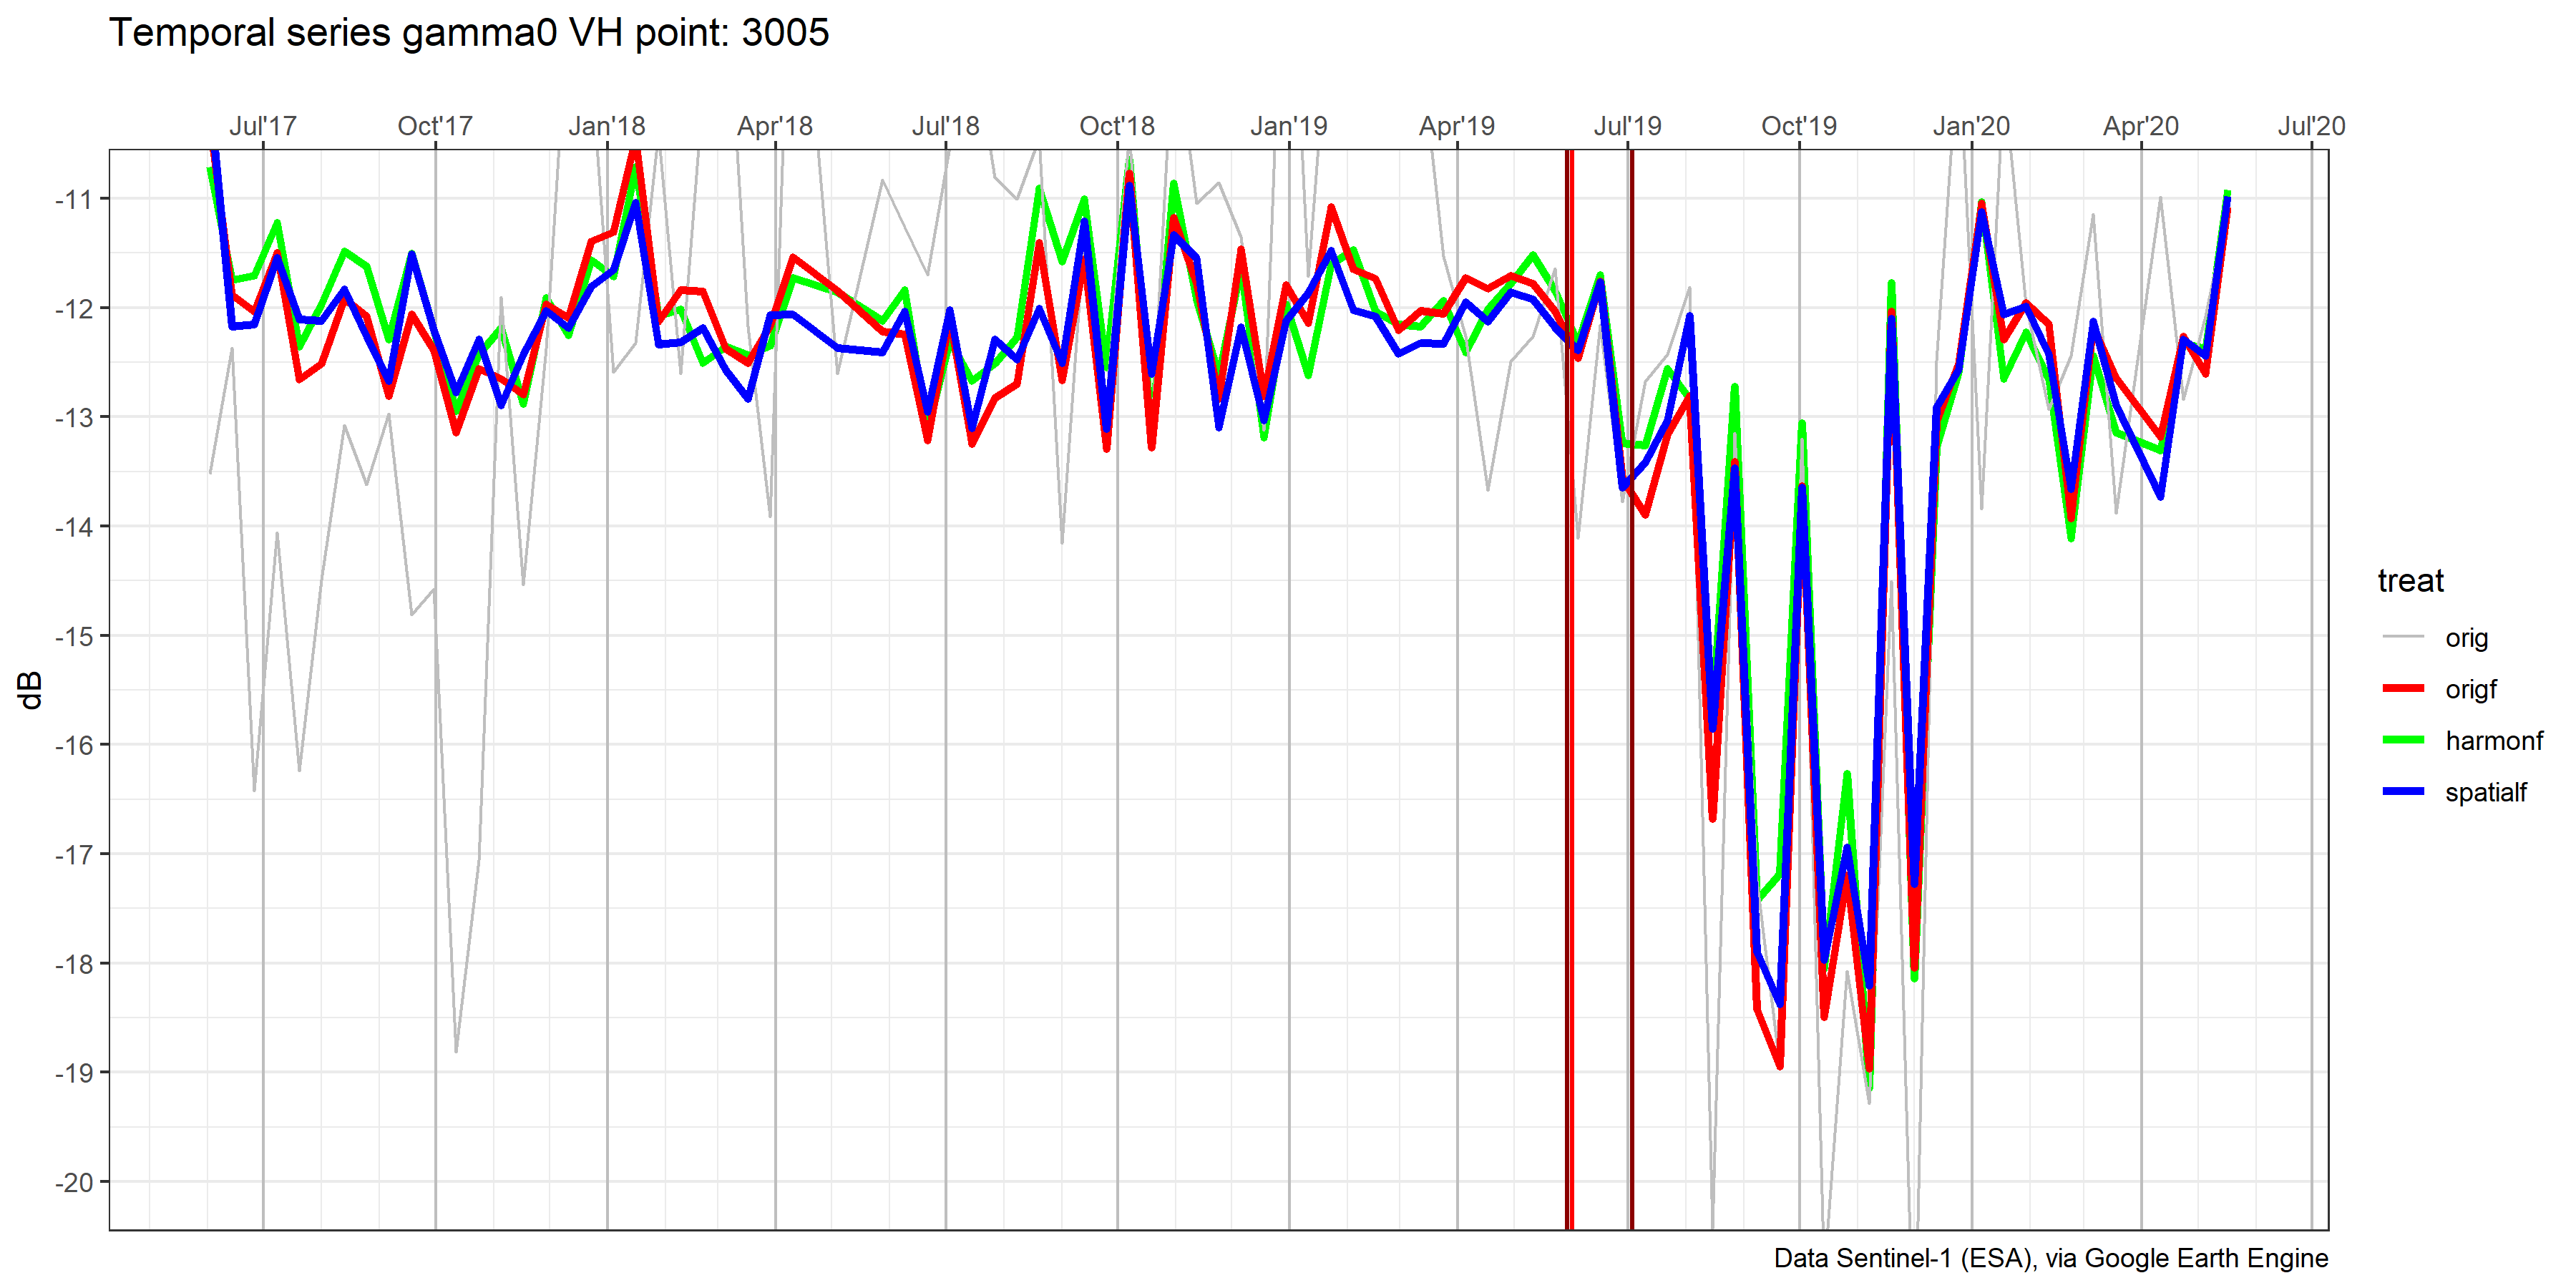 Temporal series gamma0 VH point: 3005
Jul'17 Oct'17 Jan'18 Apr'18 Jul'18 Oct'18 Jan'19 Apr'19 Jul'19 Oct'19 Jan'20 Apr'20 Jul'20
-11
-12
-13
-14
-15
-16
-17
-18
-19
-20
dB
treat
orig
origf
harmonf
spatialf
Data Sentinel-1 (ESA), via Google Earth Engine